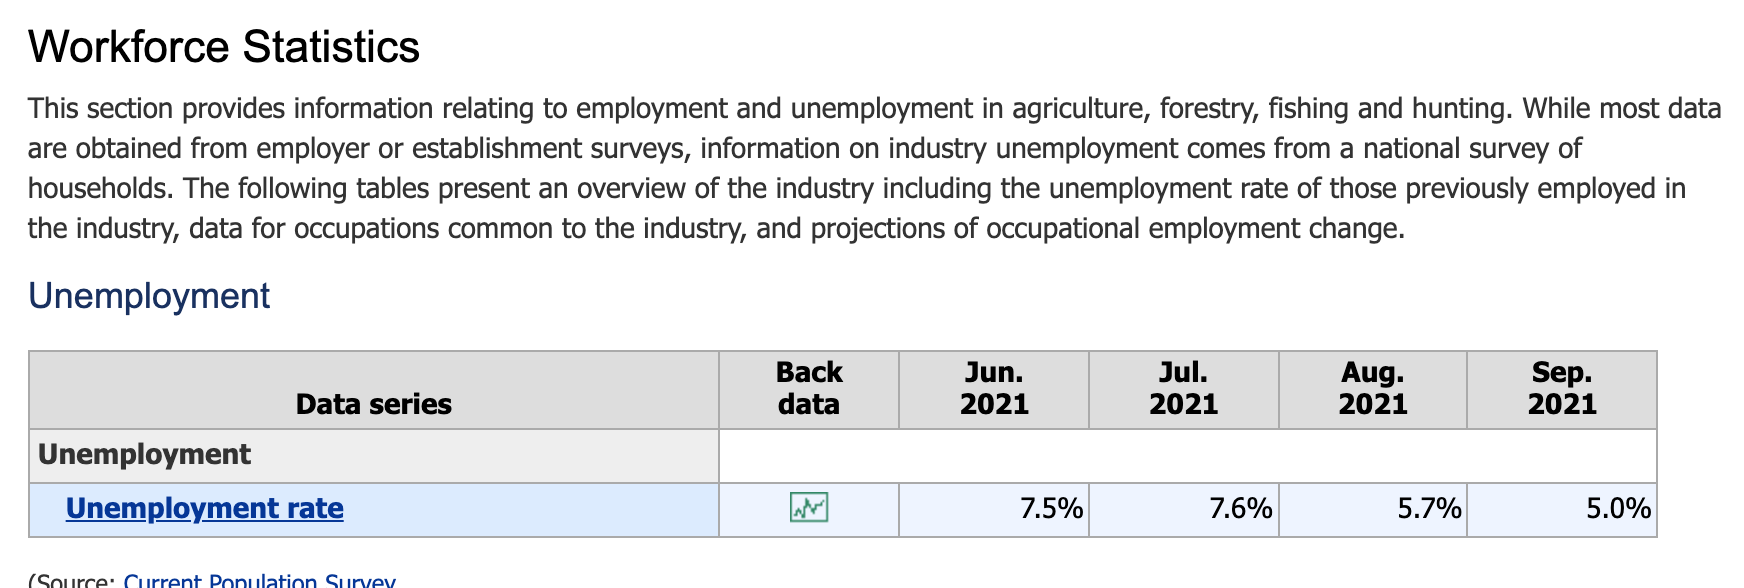 Workforce Statistics
This section provides information relating to employment and unemployment in agriculture, forestry, fishing and hunting. While most data
are obtained from employer or establishment surveys, information on industry unemployment comes from a national survey of
households. The following tables present an overview of the industry including the unemployment rate of those previously employed in
the industry, data for occupations common to the industry, and projections of occupational employment change.
Unemployment
Data series Back data Jun. 2021 Jul. 2021 Aug. 2021 Sep. 2021
Unemployment
Unemployment rate 7.5% 7.6% 5.7% 5.0%
(Source: Current Population Survey